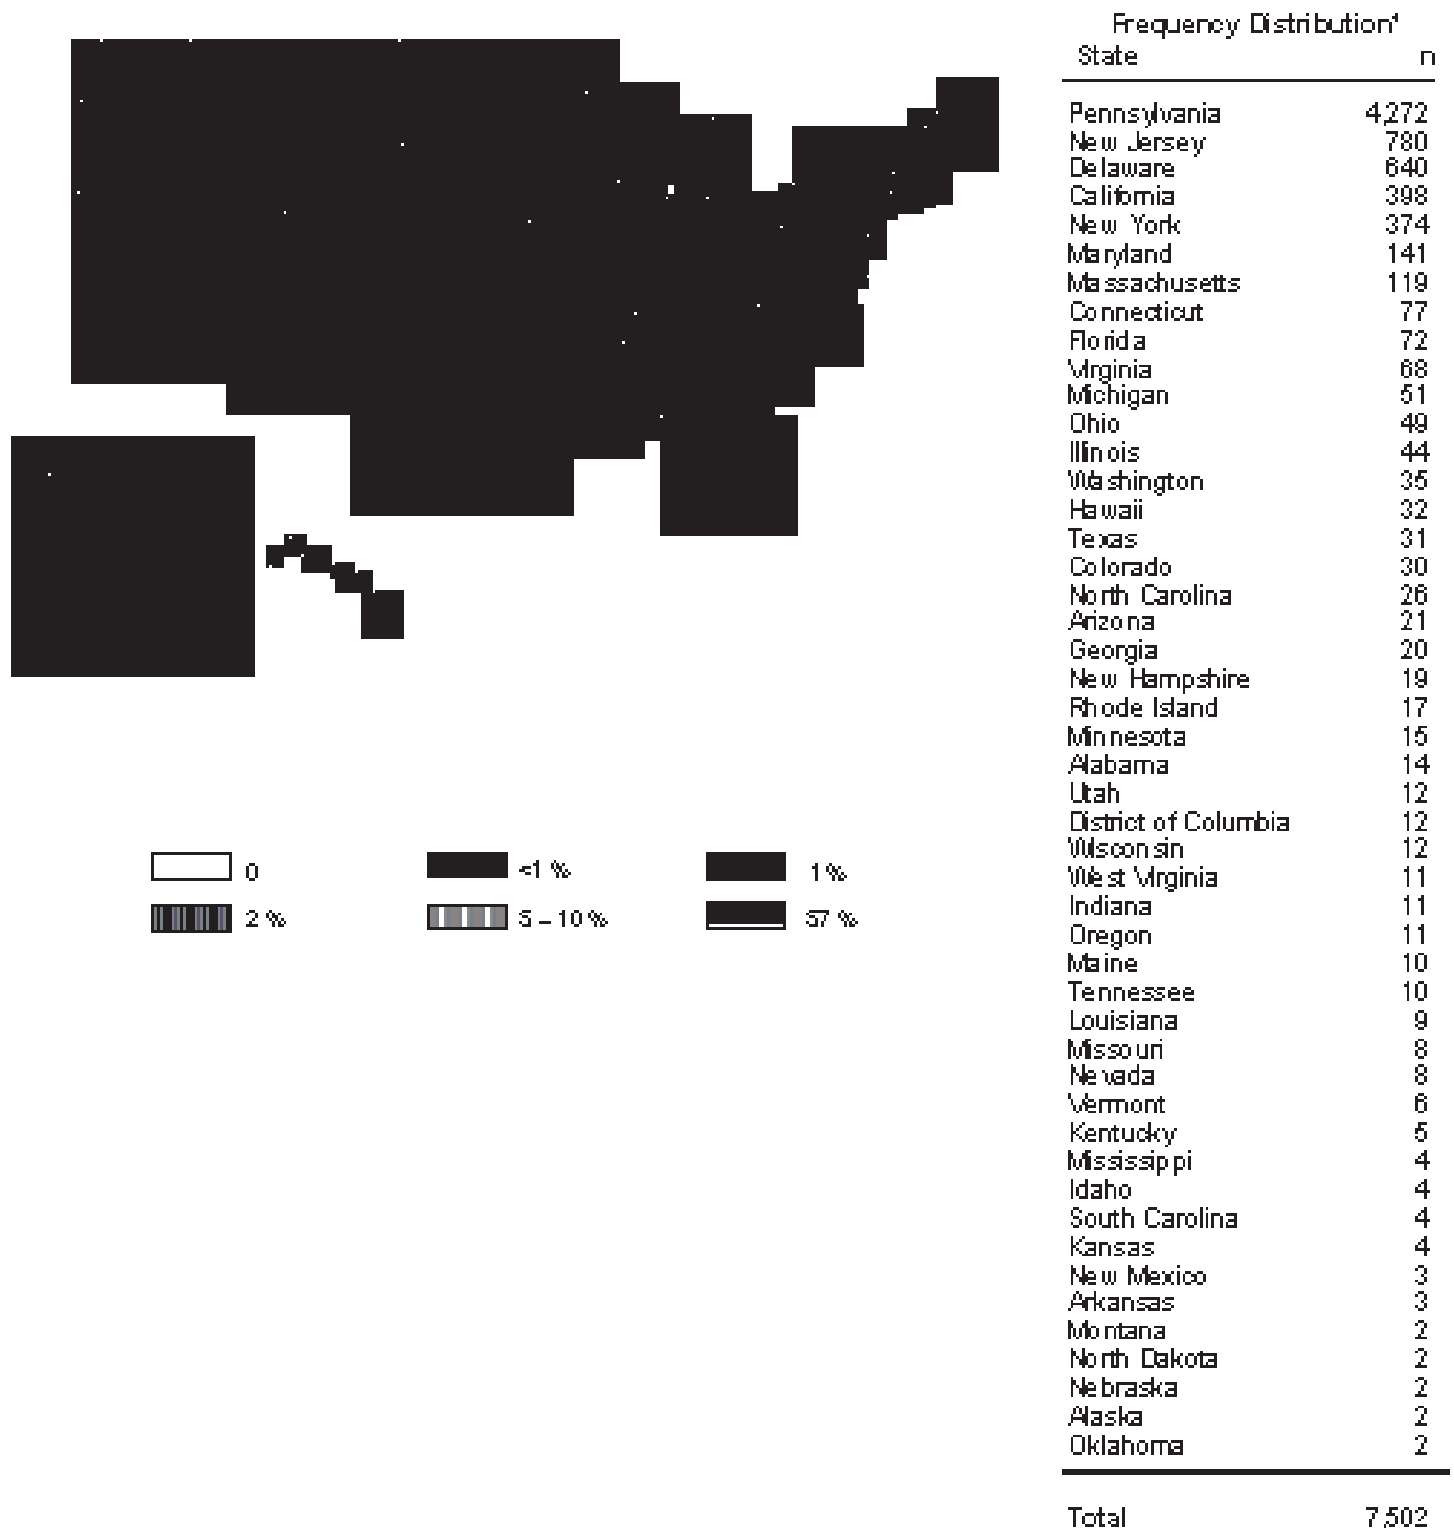 Frequency Distribution¹
State n
Pennsylvania 4,272
New Jersey 780
Delaware 640
California 398
New York 374
Maryland 141
Massachusetts 119
Connecticut 77
Florida 72
Virginia 68
Michigan 51
Ohio 49
Illinois 44
Washington 35
Hawaii 32
Texas 31
Colorado 30
North Carolina 26
Arizona 21
Georgia 20
New Hampshire 19
Rhode Island 17
Minnesota 15
Alabama 14
Utah 12
District of Columbia 12
Wisconsin 12
West Virginia 11
Indiana 11
Oregon 11
Maine 10
Tennessee 10
Louisiana 9
Missouri 8
Nevada 8
Vermont 6
Kentucky 5
Mississippi 4
Idaho 4
South Carolina 4
Kansas 4
New Mexico 3
Arkansas 3
Montana 2
North Dakota 2
Nebraska 2
Alaska 2
Oklahoma 2
Total 7,502
0 <1 % 1 %
2 % 5 – 10 % 57 %